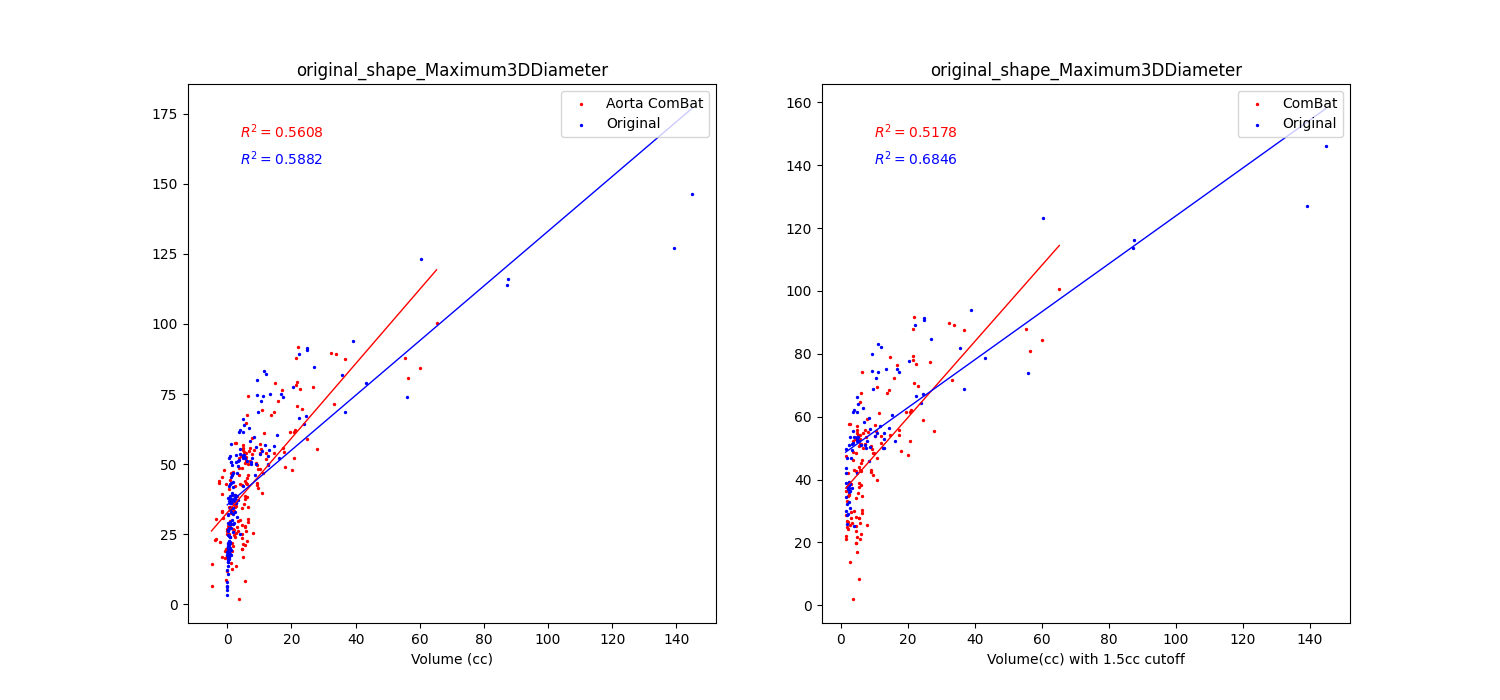 original_shape_Maximum3DDiameter
Aorta ComBat
Original
R² = 0.5608
R² = 0.5882
175
150
125
100
75
50
25
0
0 20 40 60 80 100 120 140
Volume (cc)
original_shape_Maximum3DDiameter
ComBat
Original
R² = 0.5178
R² = 0.6846
160
140
120
100
80
60
40
20
0
0 20 40 60 80 100 120 140
Volume(cc) with 1.5cc cutoff